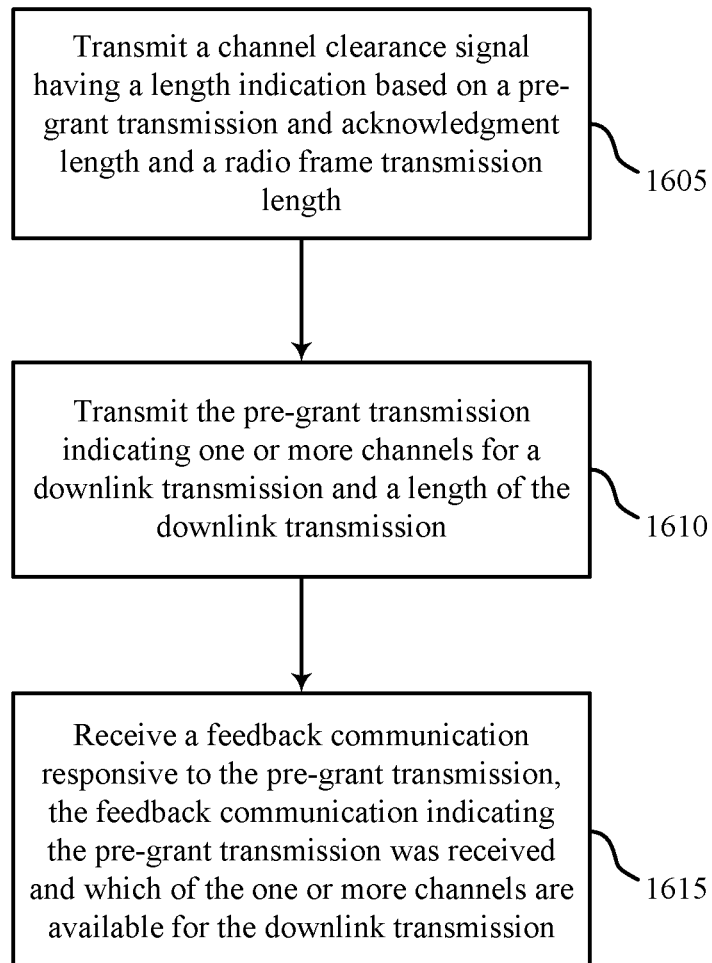 Transmit a channel clearance signal
having a length indication based on a pre-
grant transmission and acknowledgment
length and a radio frame transmission
length
1605
Transmit the pre-grant transmission
indicating one or more channels for a
downlink transmission and a length of the
downlink transmission
1610
Receive a feedback communication
responsive to the pre-grant transmission,
the feedback communication indicating
the pre-grant transmission was received
and which of the one or more channels are
available for the downlink transmission
1615